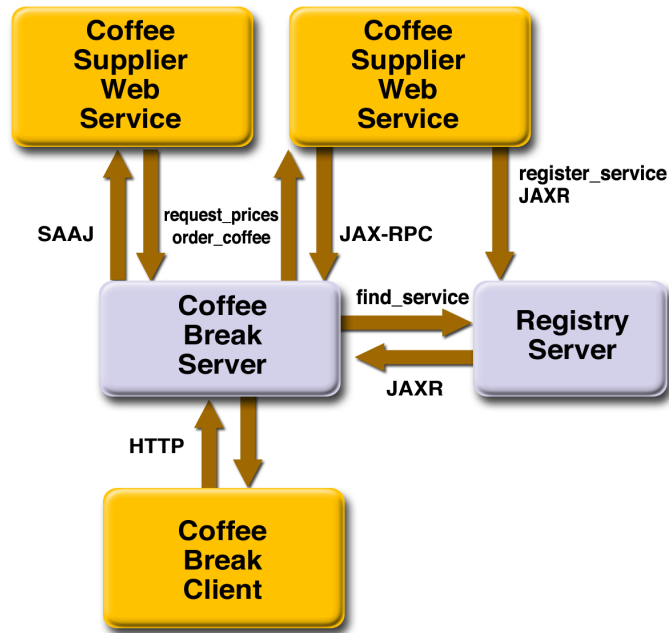 Coffee
Supplier
Web
Service
Coffee
Supplier
Web
Service
SAAJ
request_prices
order_coffee
JAX-RPC
register_service
JAXR
Coffee
Break
Server
find_service
JAXR
Registry
Server
HTTP
Coffee
Break
Client